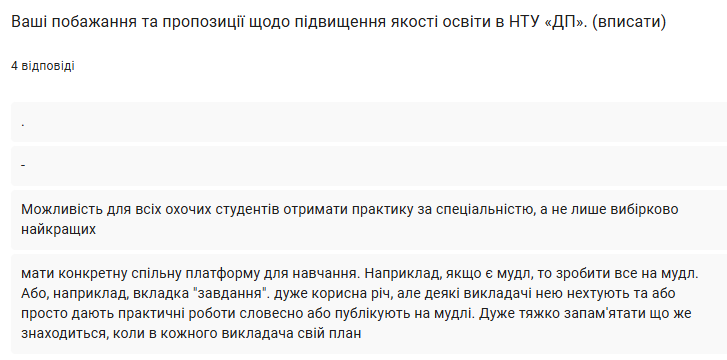 Ваші побажання та пропозиції щодо підвищення якості освіти в НТУ «ДП». (вписати)
4 відповіді
.
-
Можливість для всіх охочих студентів отримати практику за спеціальністю, а не лише вибірково
найкращих
мати конкретну спільну платформу для навчання. Наприклад, якщо є мудл, то зробити все на мудл.
Або, наприклад, вкладка "завдання". дуже корисна річ, але деякі викладачі нею нехтують та або
просто дають практичні роботи словесно або публікують на мудлі. Дуже тяжко запам'ятати що же
знаходиться, коли в кожного викладача свій план